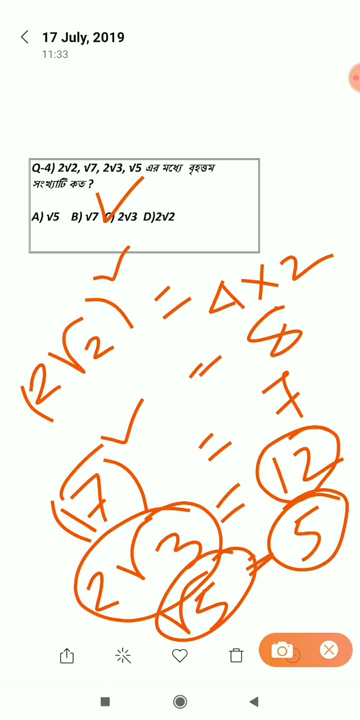 17 July, 2019
11:33
Q-4) 2√2, √7, 2√3, √5 এর মধ্যে বৃহত্তম
সংখ্যাটি কত ?
A) √5 B) √7 C) 2√3 D)2√2
(2√2) = 4×2
= 8
√7 = 7
2√3 = 12
√5 = 5